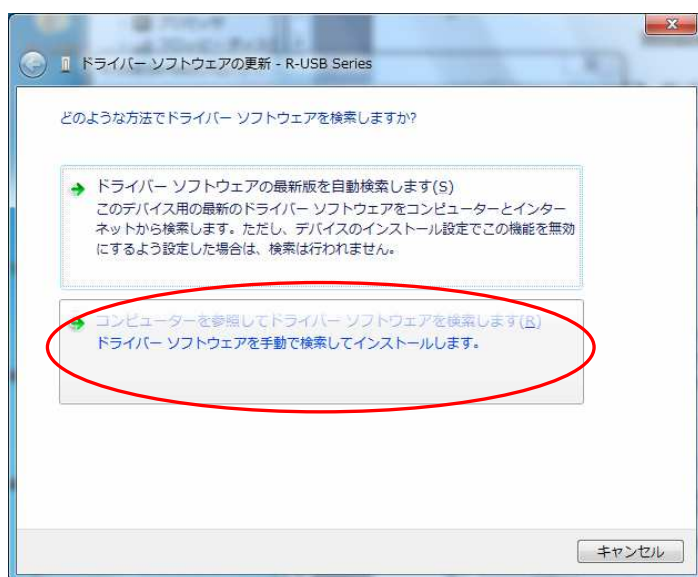 プロセッサ
ドライバー ソフトウェアの更新 - R-USB Series
どのような方法でドライバー ソフトウェアを検索しますか?
ドライバー ソフトウェアの最新版を自動検索します(S)
このデバイス用の最新のドライバー ソフトウェアをコンピューターとインター
ネットから検索します。ただし、デバイスのインストール設定でこの機能を無効
にするよう設定した場合は、検索は行われません。
コンピューターを参照してドライバー ソフトウェアを検索します(R)
ドライバー ソフトウェアを手動で検索してインストールします。
キャンセル